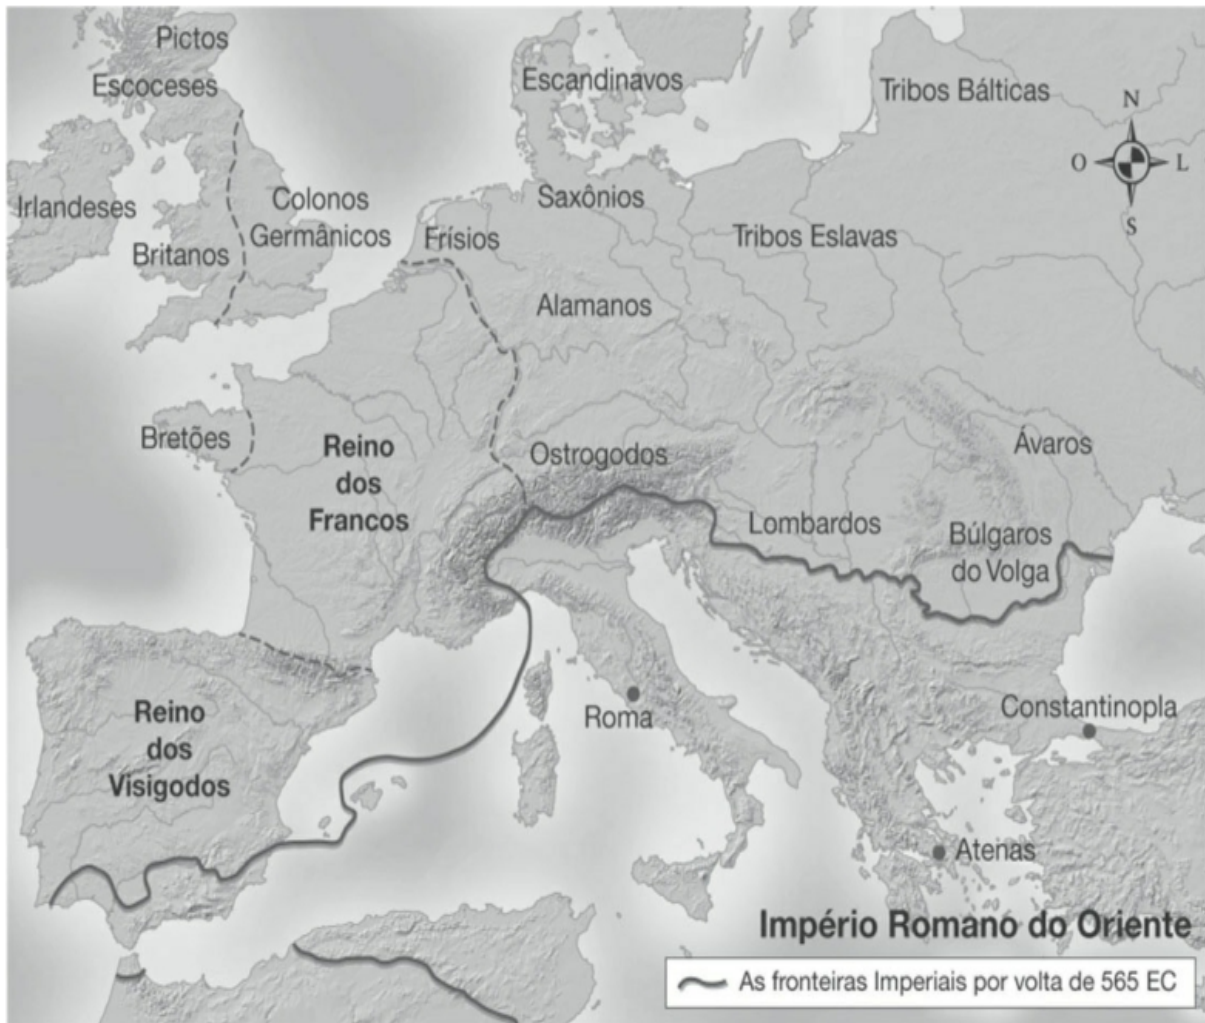 Pictos
Escoceses
Escandinavos
Tribos Bálticas
N
O
L
S
Irlandeses
Colonos
Germânicos
Saxônios
Britanos
Frísios
Tribos Eslavas
Alamanos
Bretões
Reino
dos
Francos
Ostrogodos
Ávaros
Lombardos
Búlgaros
do Volga
Reino
dos
Visigodos
Roma
Constantinopla
Atenas
Império Romano do Oriente
As fronteiras Imperiais por volta de 565 EC